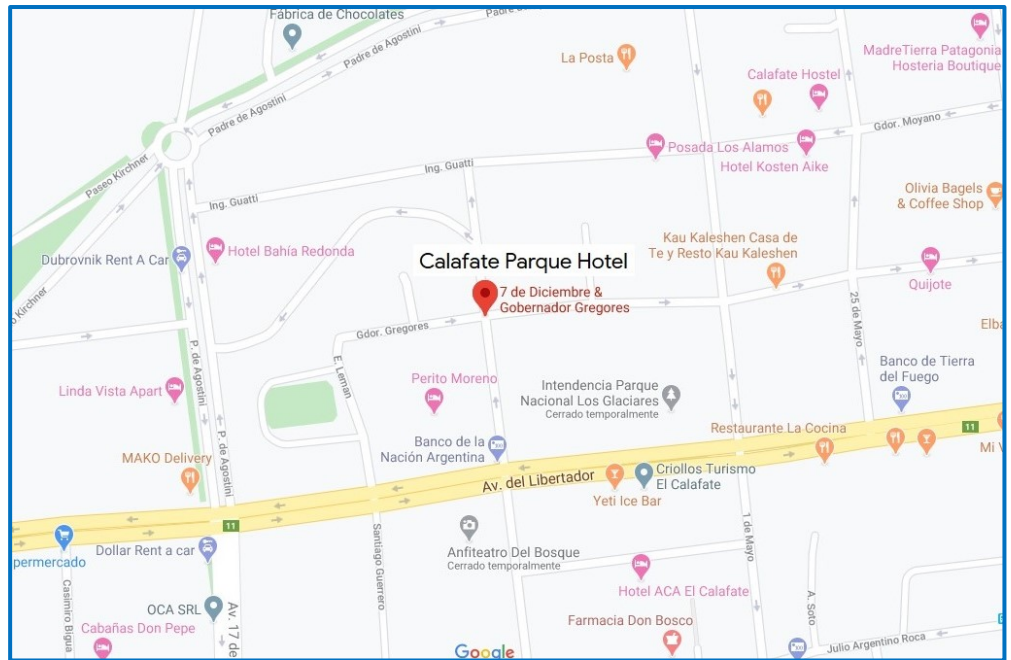 Fábrica de Chocolates
Padre de Agostini
Padre de Agostini
Padre de Agostini
La Posta
MadreTierra Patagonia
Hosteria Boutique
Calafate Hostel
Gdor. Moyano
Posada Los Alamos
Hotel Kosten Aike
Paseo Kirchner
Ing. Guatti
Ing. Guatti
Olivia Bagels
& Coffee Shop
Dubrovnik Rent A Car
Hotel Bahía Redonda
Kau Kaleshen Casa de
Te y Resto Kau Kaleshen
Calafate Parque Hotel
7 de Diciembre &
Gobernador Gregores
Quijote
Kirchner
Gdor. Gregores
25 de Mayo
Elba
P. de Agostini
E. Leman
Banco de Tierra
del Fuego
Linda Vista Apart
Perito Moreno
Intendencia Parque
Nacional Los Glaciares
Cerrado temporalmente
Restaurante La Cocina
11
Mi V
P. de Agostini
Banco de la
Nación Argentina
MAKO Delivery
Av. del Libertador
Criollos Turismo
El Calafate
Yeti Ice Bar
11
Dollar Rent a car
permercado
Santiago Guerrero
Anfiteatro Del Bosque
Cerrado temporalmente
1 de Mayo
Casimiro Bigua
Hotel ACA El Calafate
OCA SRL
Av. 17 de
A. Soto
Cabañas Don Pepe
Farmacia Don Bosco
Julio Argentino Roca
Google